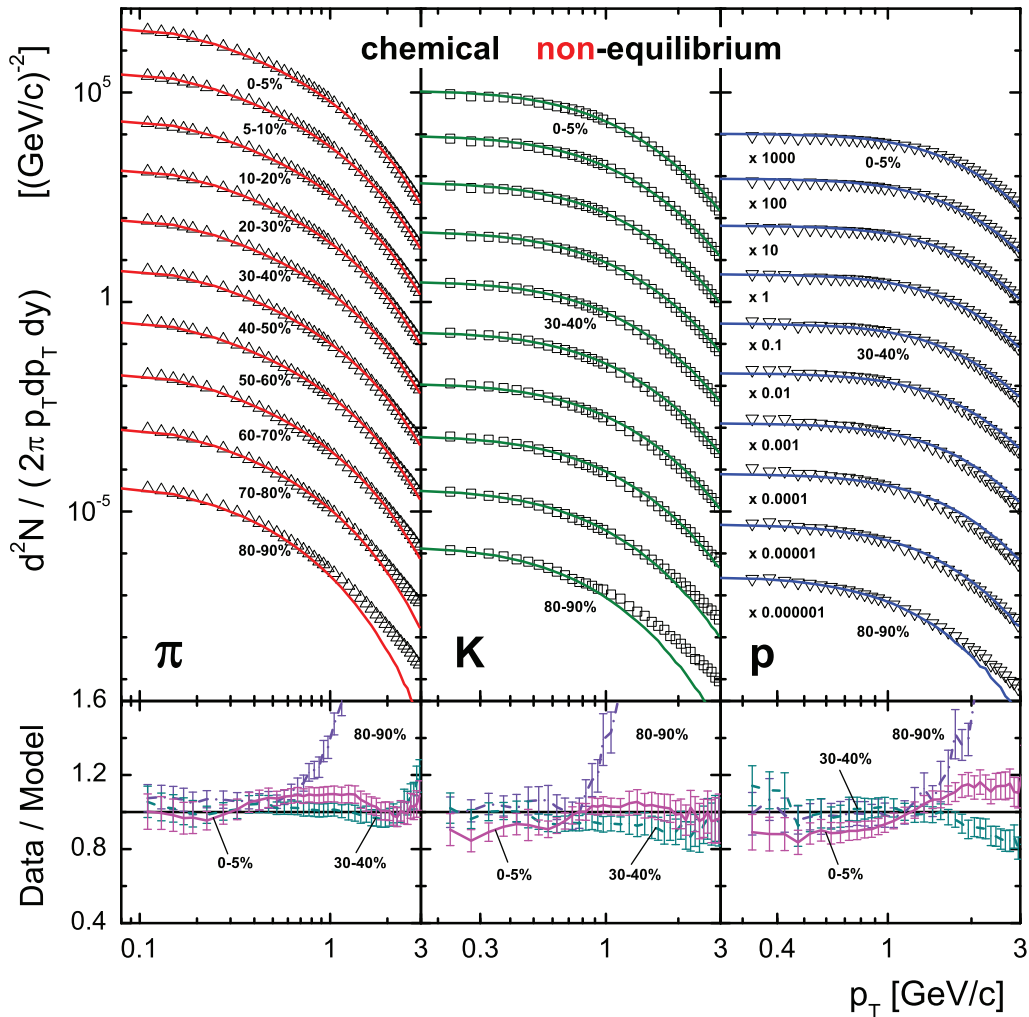 chemical non-equilibrium
d²N / (2π p_T dp_T dy) [(GeV/c)⁻²]
10⁵
1
10⁻⁵
0-5%
5-10%
10-20%
20-30%
30-40%
40-50%
50-60%
60-70%
70-80%
80-90%
π
0-5%
30-40%
80-90%
K
x 1000
0-5%
x 100
x 10
x 1
x 0.1
30-40%
x 0.01
x 0.001
x 0.0001
x 0.00001
x 0.000001
80-90%
p
Data / Model
1.6
1.2
0.8
0.4
80-90%
0-5%
30-40%
80-90%
0-5%
30-40%
80-90%
30-40%
0-5%
0.1
1
3
0.3
1
3
0.4
1
3
p_T [GeV/c]